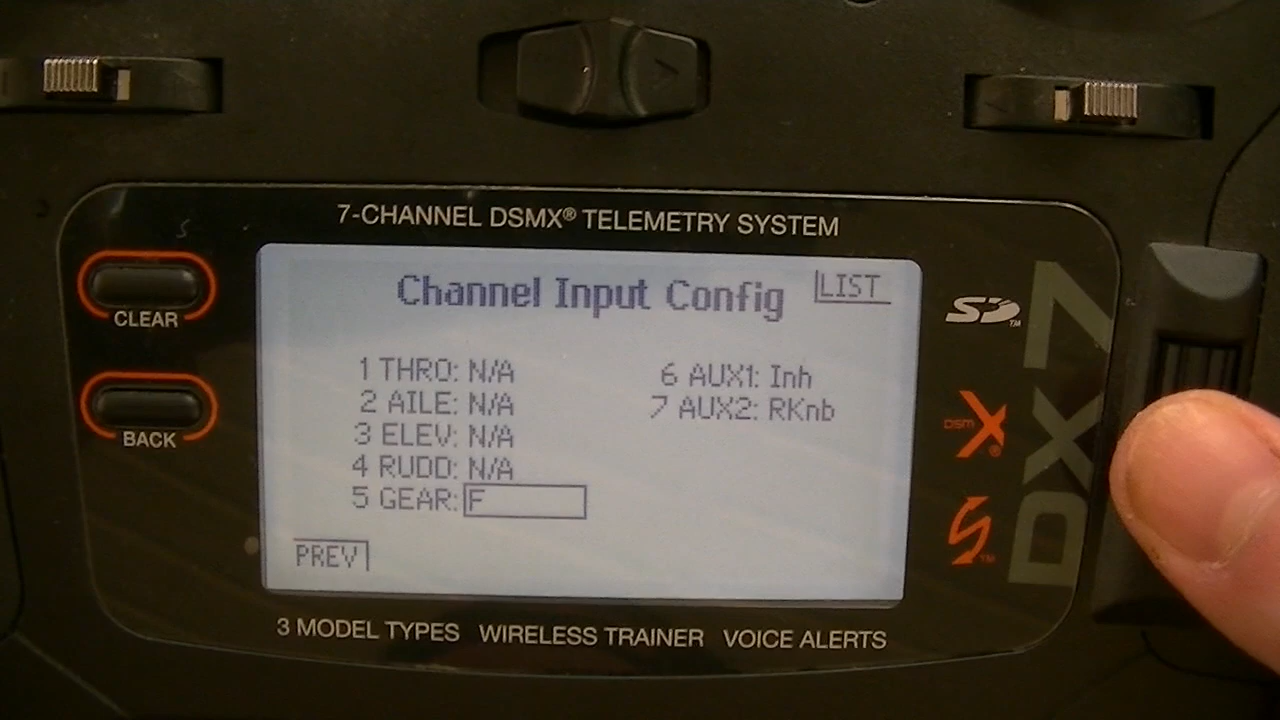 7-CHANNEL DSMX® TELEMETRY SYSTEM
Channel Input Config
LIST
CLEAR
BACK
1 THRO: N/A
2 AILE: N/A
3 ELEV: N/A
4 RUDD: N/A
5 GEAR: F
6 AUX1: Inh
7 AUX2: RKnb
PREV
SD™
DSM X®
DX7
3 MODEL TYPES WIRELESS TRAINER VOICE ALERTS